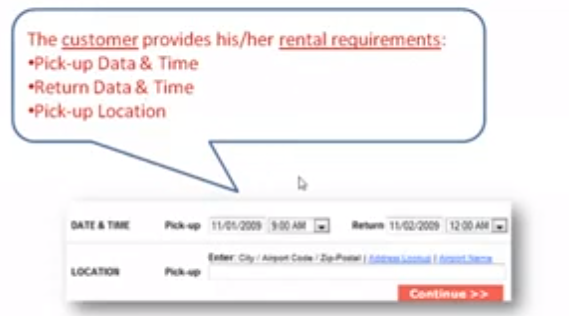 The customer provides his/her rental requirements:
•Pick-up Data & Time
•Return Data & Time
•Pick-up Location
DATE & TIME Pick-up 11/01/2009 9:00 AM Return 11/02/2009 12:00 AM
Enter: City / Airport Code / Zip-Postal | Address Lookup | Airport Name
LOCATION Pick-up
Continue >>